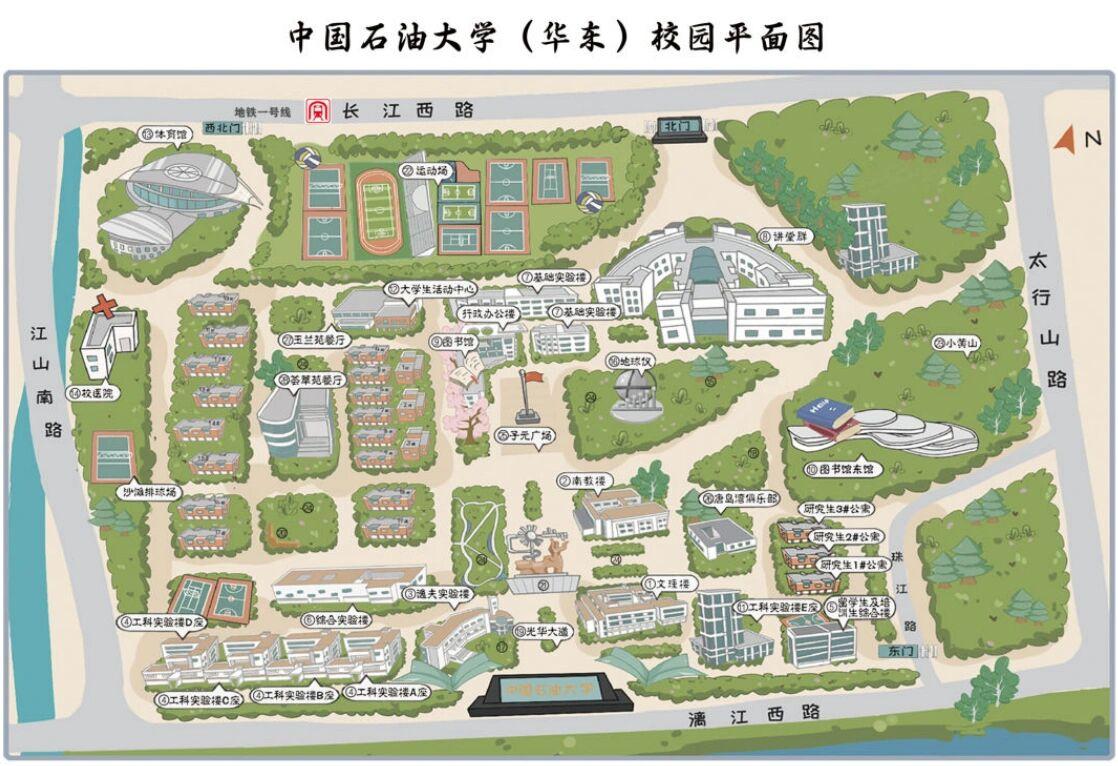 中国石油大学（华东）校园平面图
地铁一号线
长江西路
西北门
北门
N
⑬体育馆
㉒运动场
⑧讲堂群
太行山路
江山南路
⑫大学生活动中心
⑦基础实验楼
行政办公楼
⑦基础实验楼
㉗玉兰苑餐厅
⑨图书馆
㉘荟萃苑餐厅
⑯地球仪
㉓小黄山
⑭校医院
㉕子元广场
⑩图书馆东馆
沙滩排球场
②南教楼
㉖唐岛湾俱乐部
研究生3#公寓
研究生2#公寓
研究生1#公寓
珠江路
①文理楼
③逸夫实验楼
⑥综合实验楼
④工科实验楼D座
⑪工科实验楼E座
⑤留学生及培训生综合楼
⑲光华大道
㉑
东门
④工科实验楼C座
④工科实验楼B座
④工科实验楼A座
中国石油大学
漓江西路